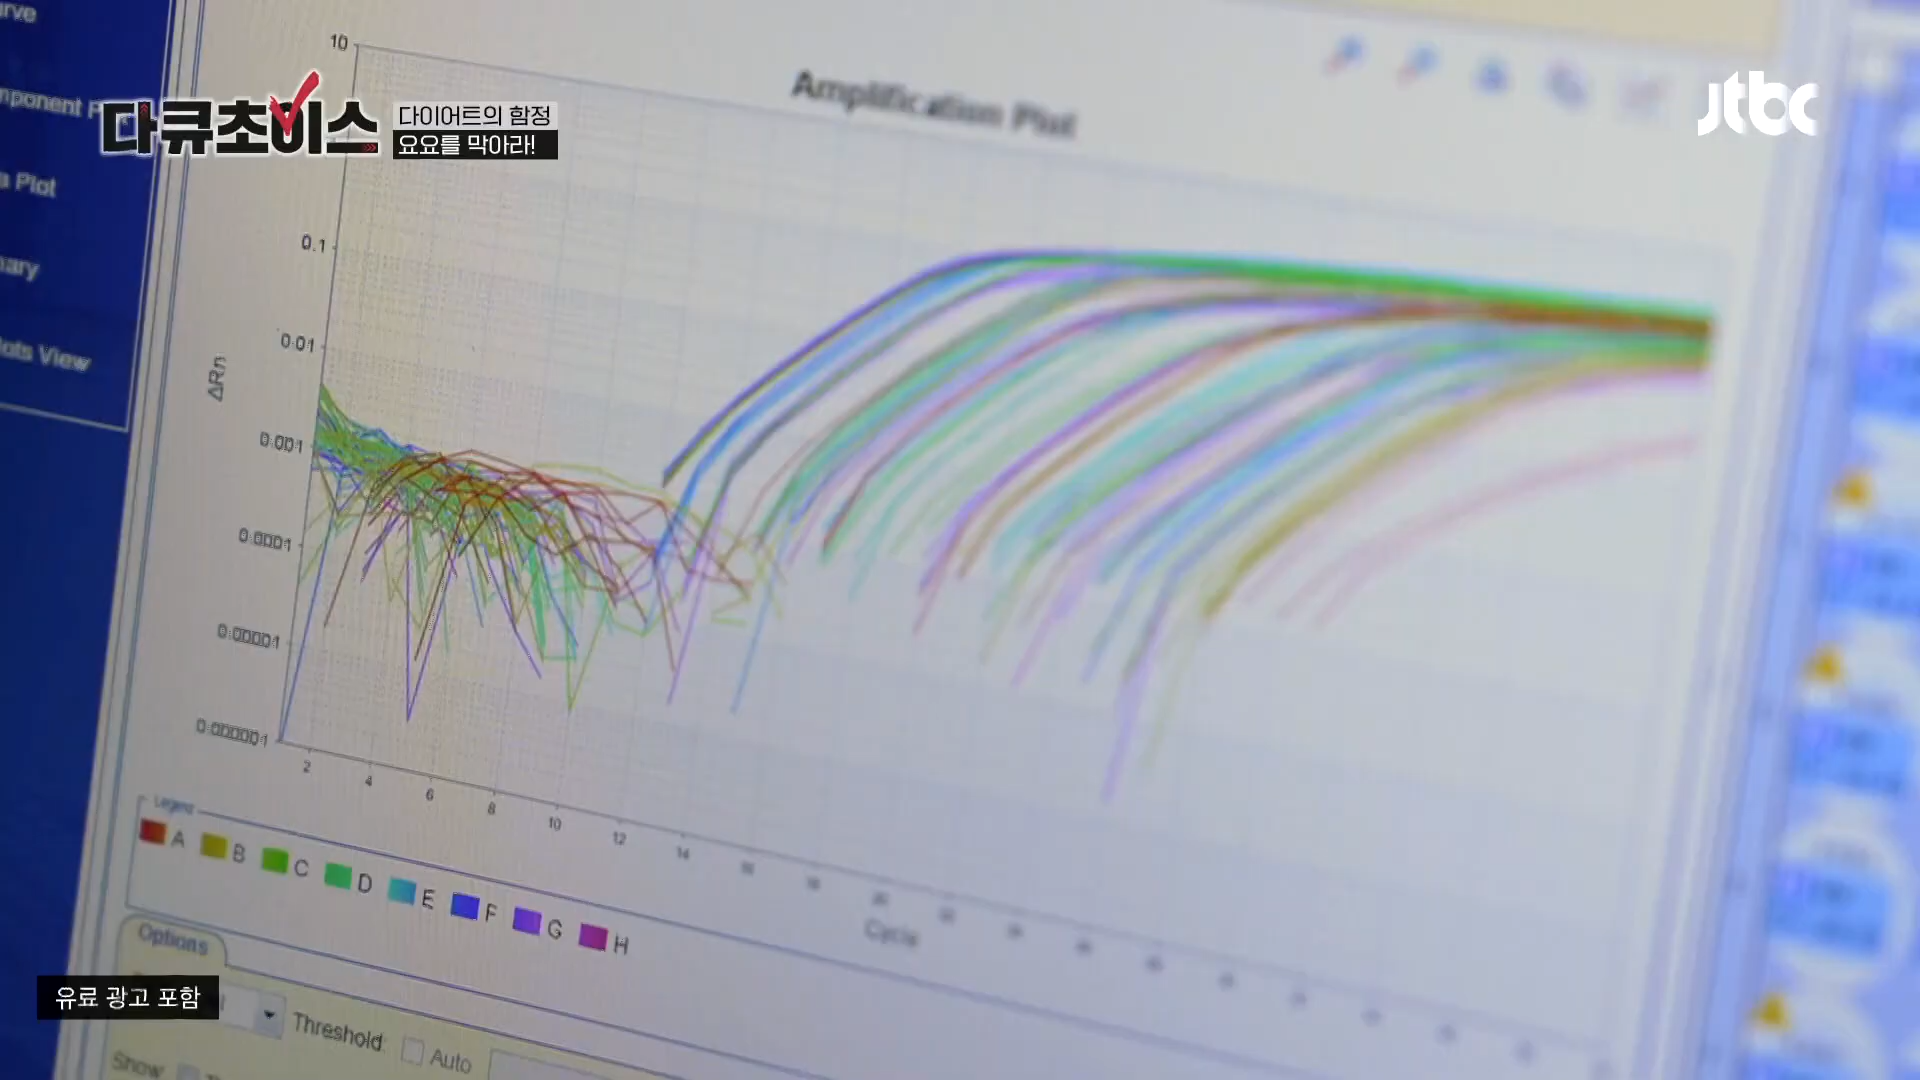 다큐초이스
다이어트의 함정
요요를 막아라!
jtbc
Plot
ots View
Amplification Plot
10
0.1
0.01
0.001
0.0001
0.00001
0.000001
ΔRn
2
4
6
8
10
12
14
Cycle
Legend
A B C D E F G H
Options
Threshold:
Auto
Show
유료 광고 포함